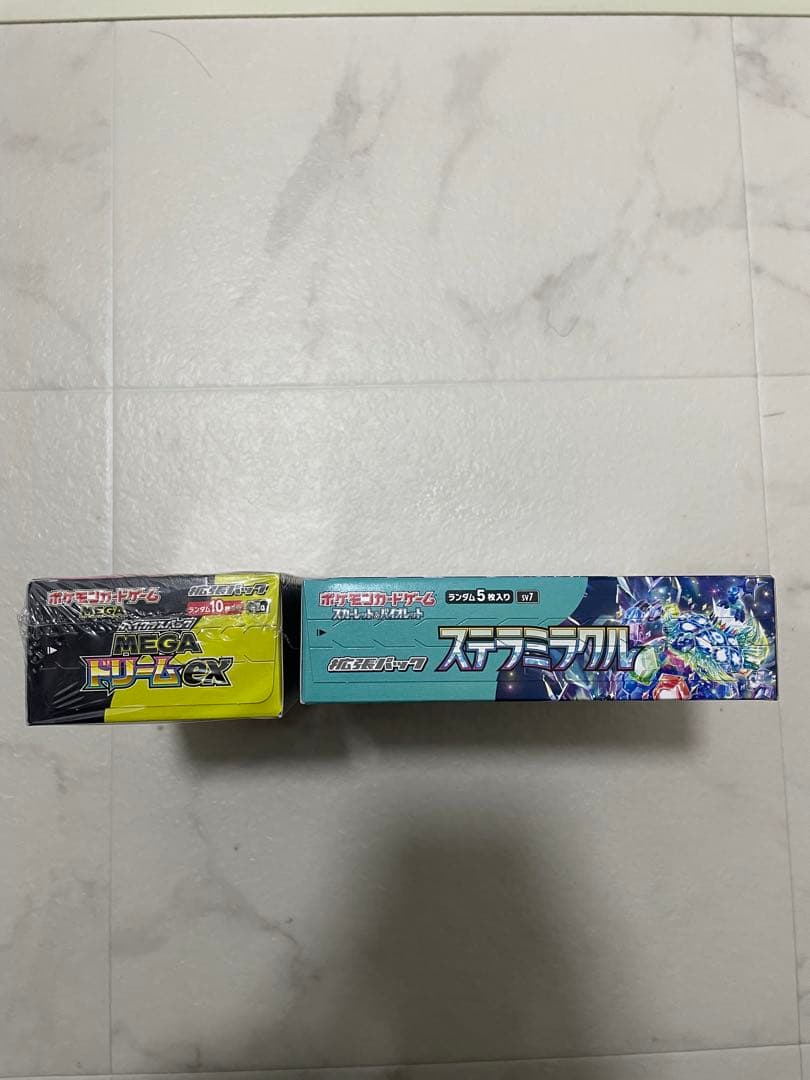 ポケモンカードゲーム
MEGA
拡張パック
ランダム10枚入り
ハイクラスパック
MEGA
ドリームex
ポケモンカードゲーム
スカーレット&バイオレット
ランダム5枚入り
sv7
拡張パック
ステラミラクル